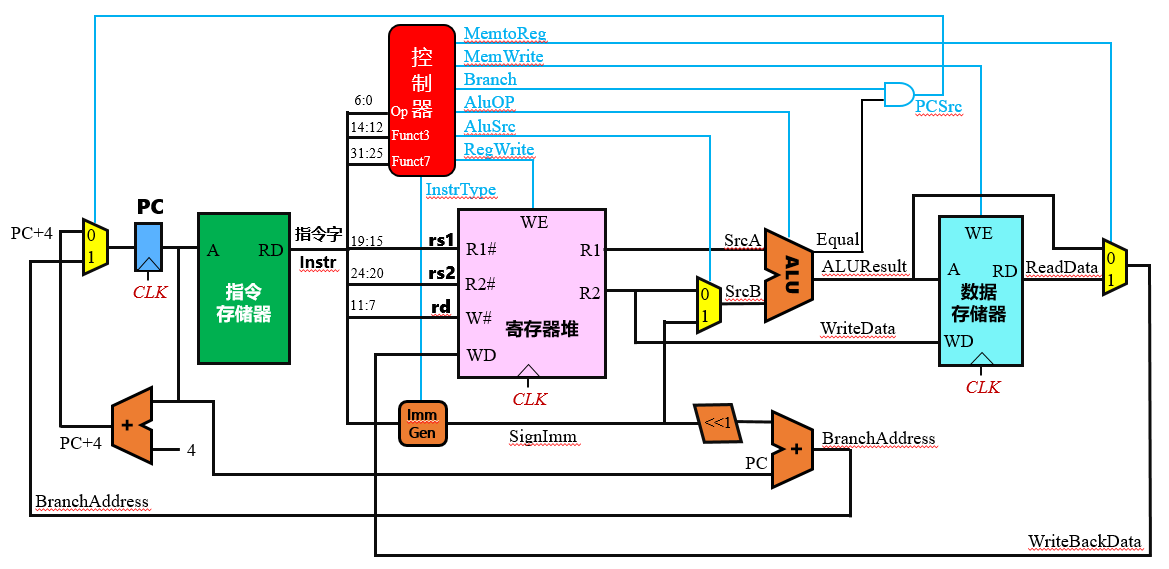 MemtoReg
MemWrite
Branch
AluOP
AluSrc
RegWrite
InstrType
控
制
器
Op
Funct3
Funct7
6:0
14:12
31:25
PCSrc
PC+4
0
1
PC
CLK
A
RD
指令
存储器
指令字
Instr
19:15
rs1
24:20
rs2
11:7
rd
WE
R1#
R1
R2#
R2
W#
寄存器堆
WD
CLK
SrcA
0
1
SrcB
ALU
Equal
ALUResult
WriteData
WE
A
RD
数据
存储器
WD
CLK
ReadData
0
1
+
PC+4
4
Imm
Gen
SignImm
<<1
+
PC
BranchAddress
BranchAddress
WriteBackData